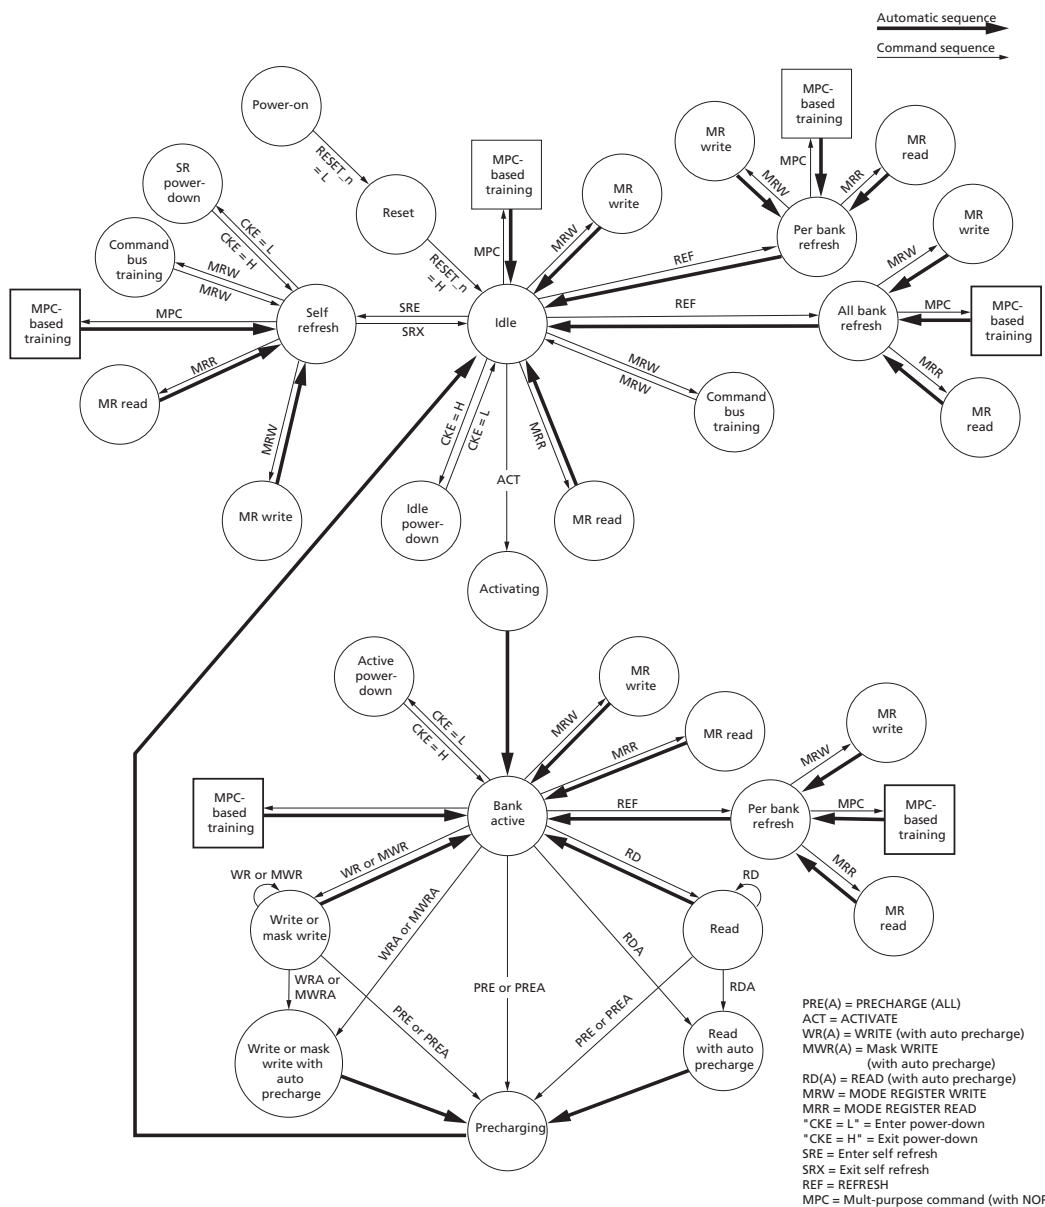 Automatic sequence
Command sequence
Power-on
RESET_n
= L
SR
power-
down
CKE = L
CKE = H
Reset
RESET_n
= H
Command
bus
training
MRW
MRW
MPC-
based
training
MPC
Self
refresh
MRR
MR read
MRW
MR write
SRE
SRX
MPC-
based
training
MPC
MR
write
MRW
Idle
MR
write
MRW
MPC-
based
training
MPC
MR
read
MRR
Per bank
refresh
REF
REF
MR
write
MRW
All bank
refresh
MPC
MPC-
based
training
MRR
MR
read
MRW
MRW
Command
bus
training
CKE = H
CKE = L
Idle
power-
down
ACT
MRR
MR read
Activating
Active
power-
down
CKE = L
CKE = H
MR
write
MRW
MR read
MRR
MPC-
based
training
Bank
active
REF
Per bank
refresh
MR
write
MRW
MPC
MPC-
based
training
MRR
MR
read
WR or MWR
WR or MWR
Write or
mask write
WRA or
MWRA
WRA or MWRA
PRE or PREA
PRE or PREA
RD
RD
Read
RDA
RDA
PRE or PREA
Write or mask
write with
auto
precharge
Read
with auto
precharge
Precharging
PRE(A) = PRECHARGE (ALL)
ACT = ACTIVATE
WR(A) = WRITE (with auto precharge)
MWR(A) = Mask WRITE
(with auto precharge)
RD(A) = READ (with auto precharge)
MRW = MODE REGISTER WRITE
MRR = MODE REGISTER READ
"CKE = L" = Enter power-down
"CKE = H" = Exit power-down
SRE = Enter self refresh
SRX = Exit self refresh
REF = REFRESH
MPC = Mult-purpose command (with